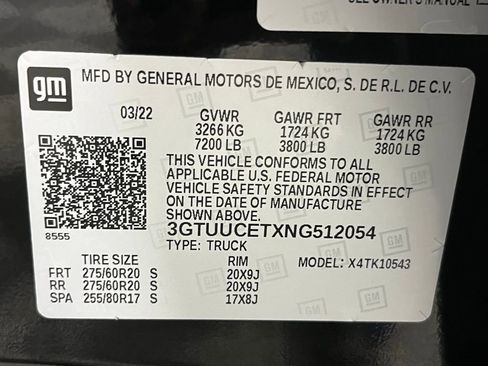 SEE OWNER'S MANUAL
gm
MFD BY GENERAL MOTORS DE MEXICO, S. DE R.L. DE C.V.
03/22 GVWR GAWR FRT GAWR RR
3266 KG 1724 KG 1724 KG
7200 LB 3800 LB 3800 LB
THIS VEHICLE CONFORMS TO ALL
APPLICABLE U.S. FEDERAL MOTOR
VEHICLE SAFETY STANDARDS IN EFFECT
ON THE DATE OF MANUFACTURE
SHOWN ABOVE.
8555
3GTUUCETXNG512054
TYPE: TRUCK
TIRE SIZE RIM MODEL: X4TK10543
FRT 275/60R20 S 20X9J
RR 275/60R20 S 20X9J
SPA 255/80R17 S 17X8J